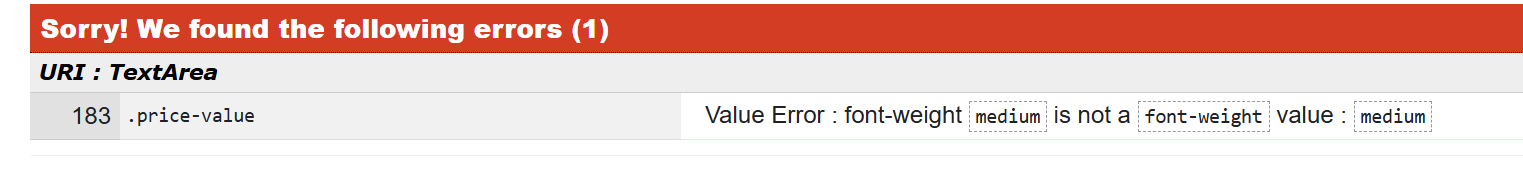 Sorry! We found the following errors (1)
URI : TextArea
183 .price-value Value Error : font-weight medium is not a font-weight value : medium